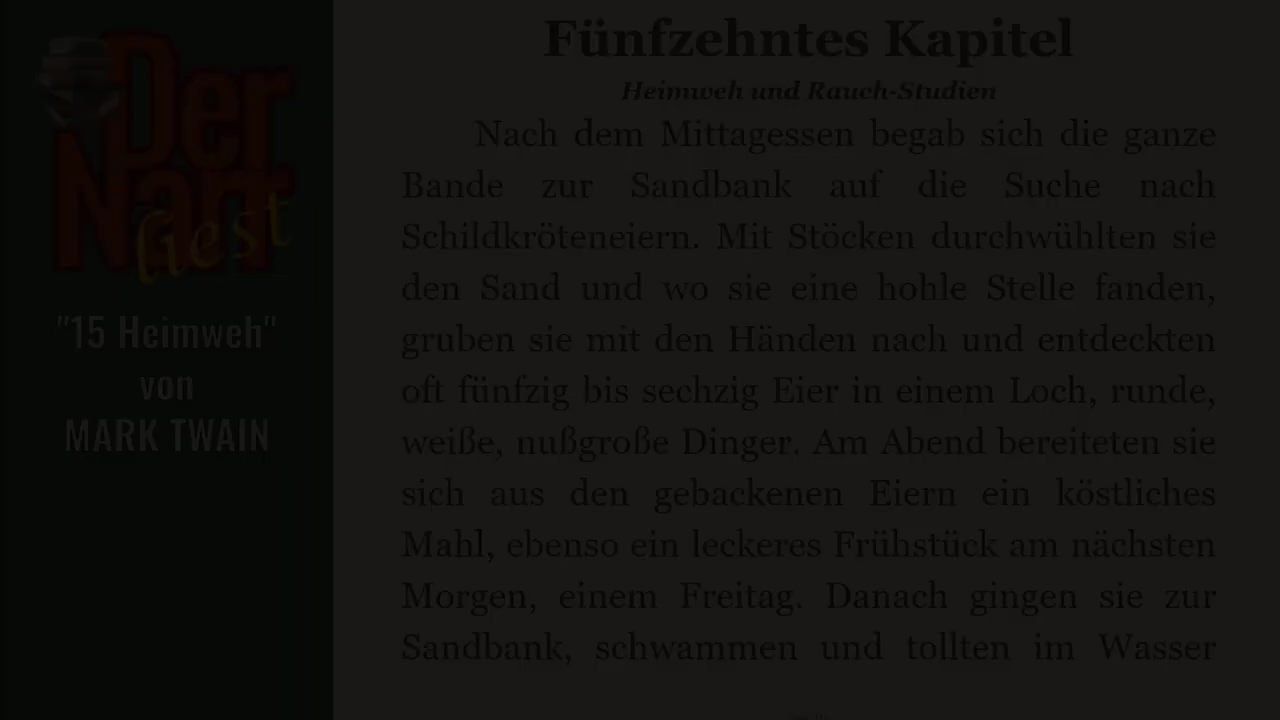 Der
Narr
liest
"15 Heimweh"
von
MARK TWAIN
Fünfzehntes Kapitel
Heimweh und Rauch-Studien
Nach dem Mittagessen begab sich die ganze
Bande zur Sandbank auf die Suche nach
Schildkröteneiern. Mit Stöcken durchwühlten sie
den Sand und wo sie eine hohle Stelle fanden,
gruben sie mit den Händen nach und entdeckten
oft fünfzig bis sechzig Eier in einem Loch, runde,
weiße, nußgroße Dinger. Am Abend bereiteten sie
sich aus den gebackenen Eiern ein köstliches
Mahl, ebenso ein leckeres Frühstück am nächsten
Morgen, einem Freitag. Danach gingen sie zur
Sandbank, schwammen und tollten im Wasser